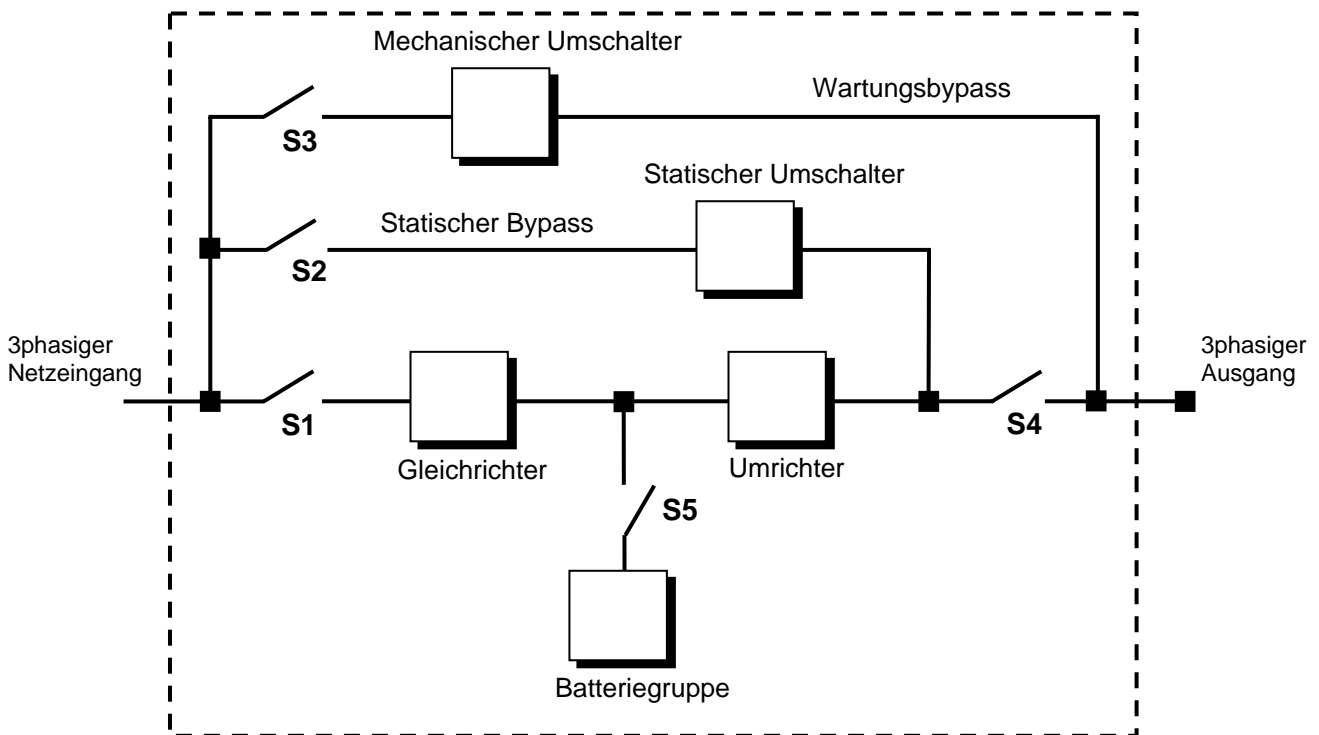 Mechanischer Umschalter
Wartungsbypass
S3
Statischer Umschalter
Statischer Bypass
S2
3phasiger
Netzeingang
3phasiger
Ausgang
S1
S4
Gleichrichter
Umrichter
S5
Batteriegruppe